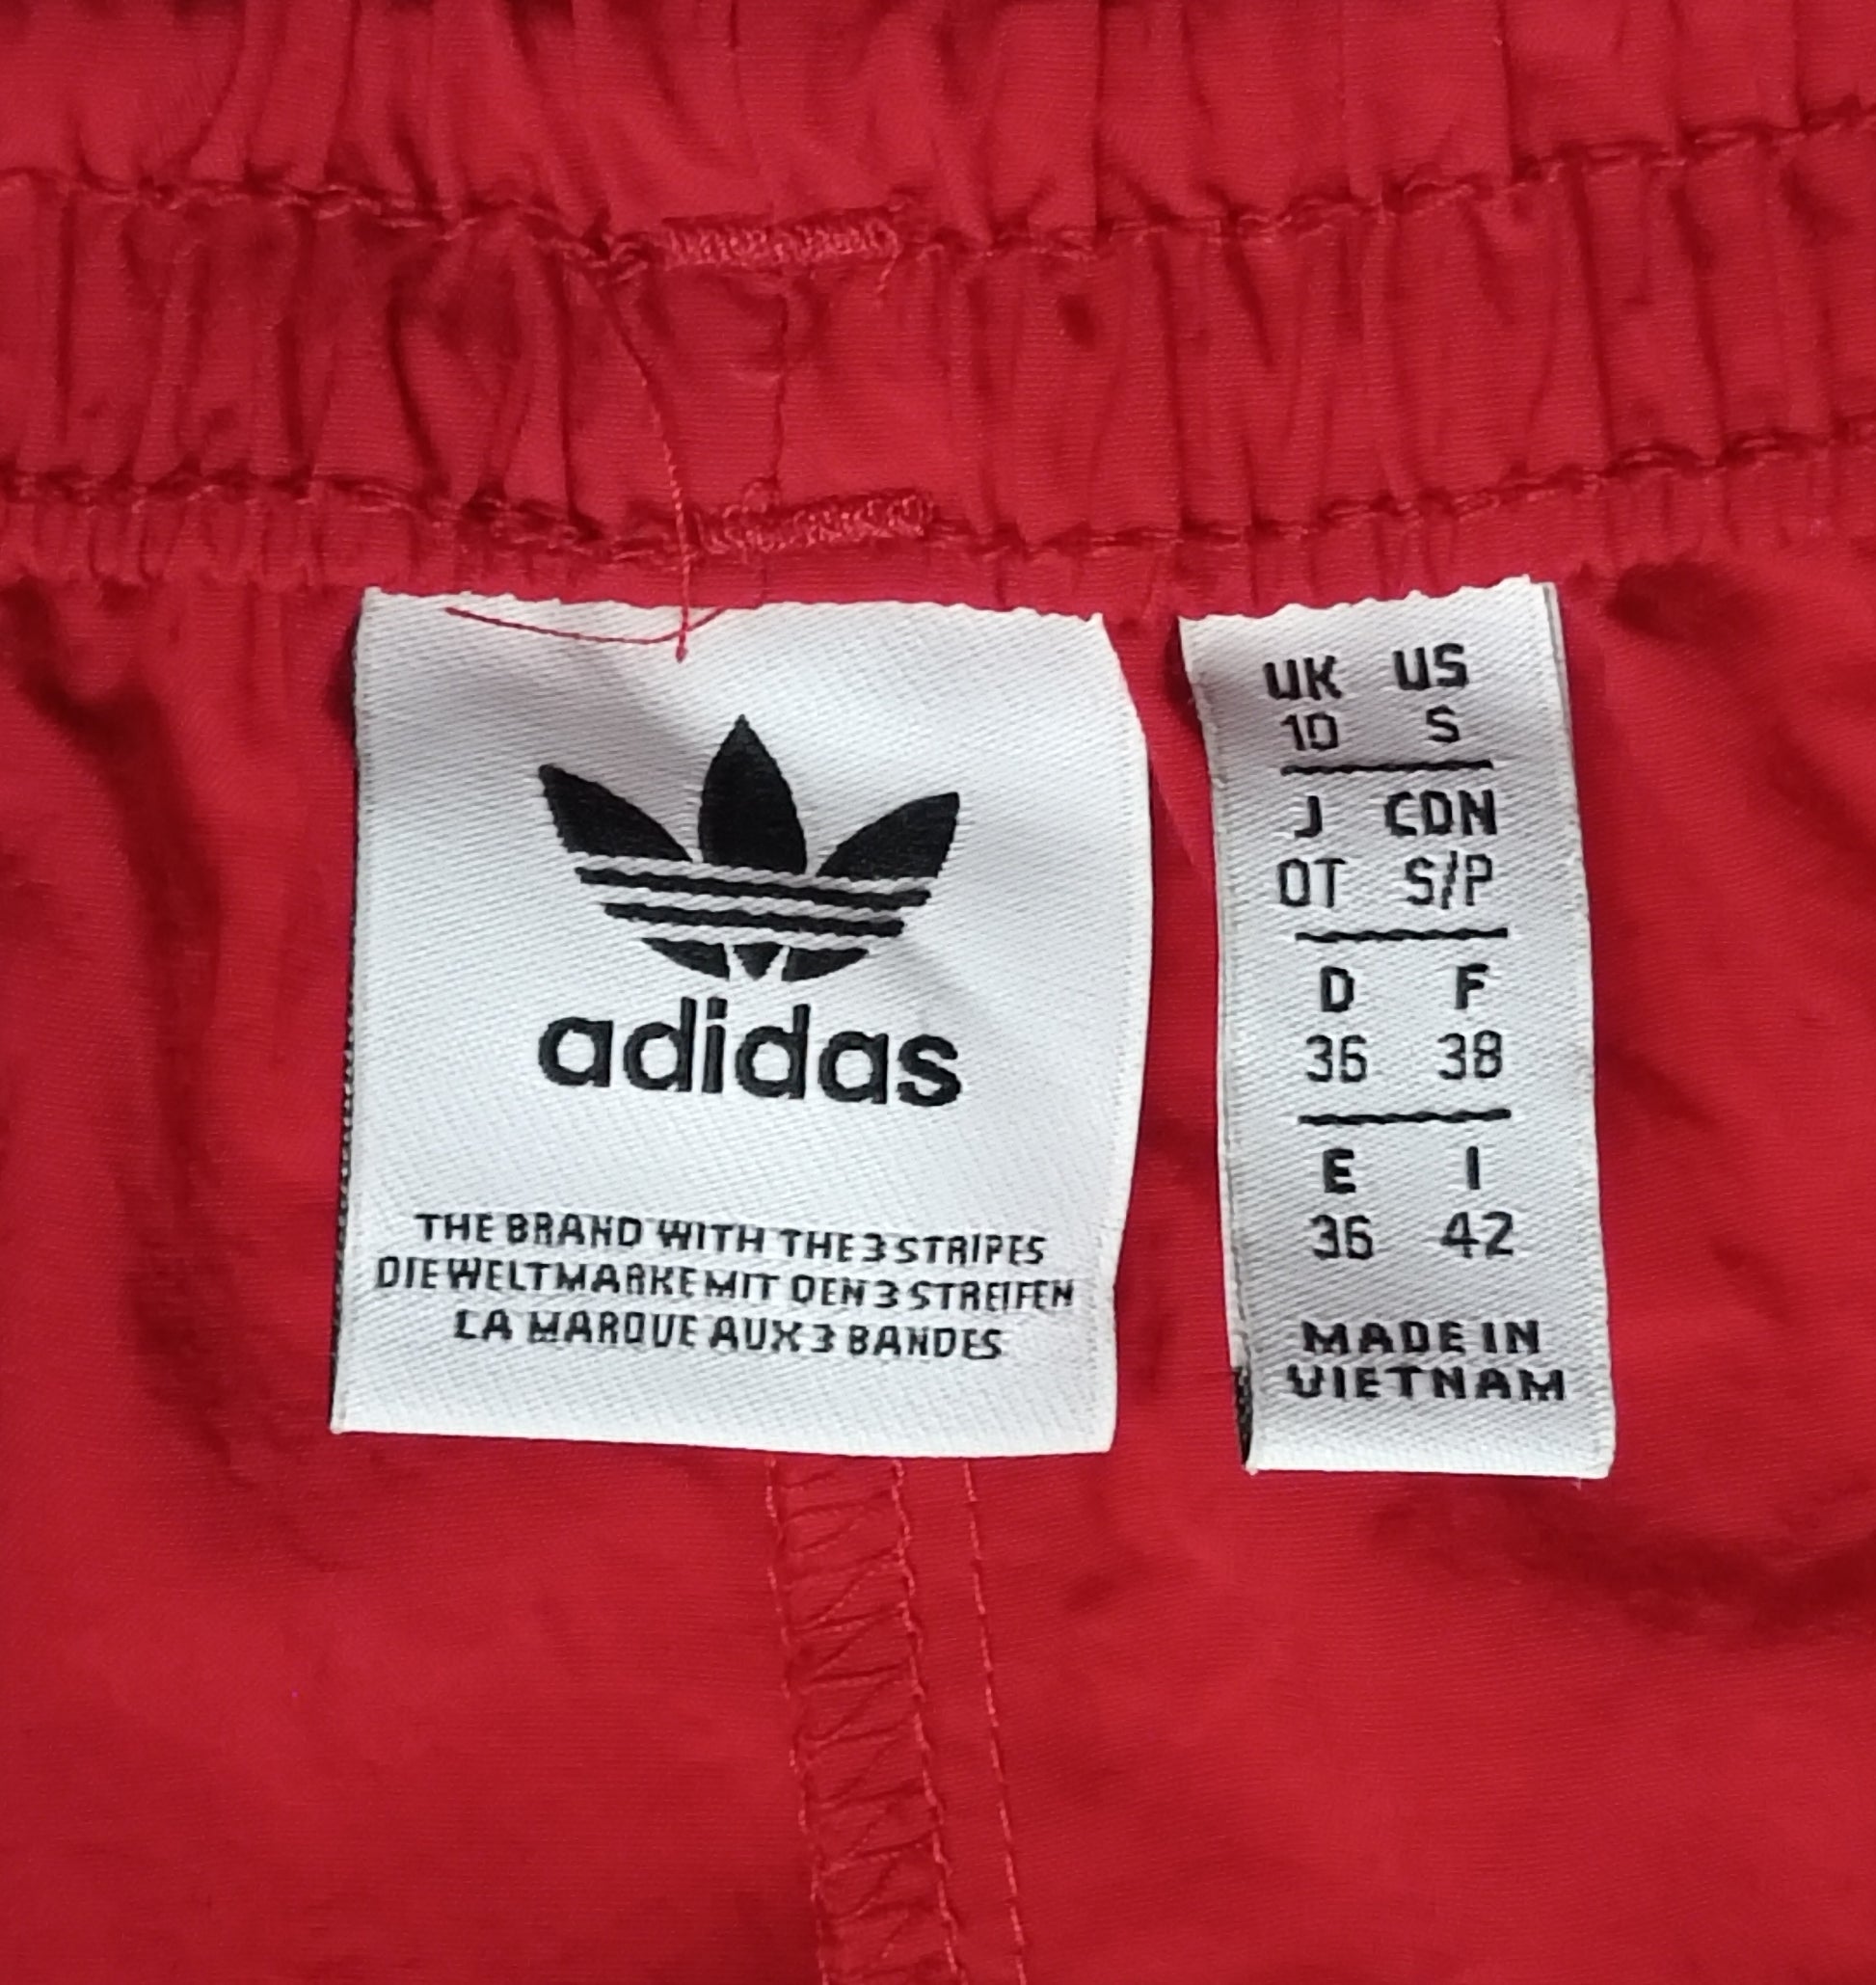 adidas
THE BRAND WITH THE 3 STRIPES
DIE WELTMARKE MIT DEN 3 STREIFEN
LA MARQUE AUX 3 BANDES
UK US
10 S
J CDN
OT S/P
D F
36 38
E I
36 42
MADE IN
VIETNAM